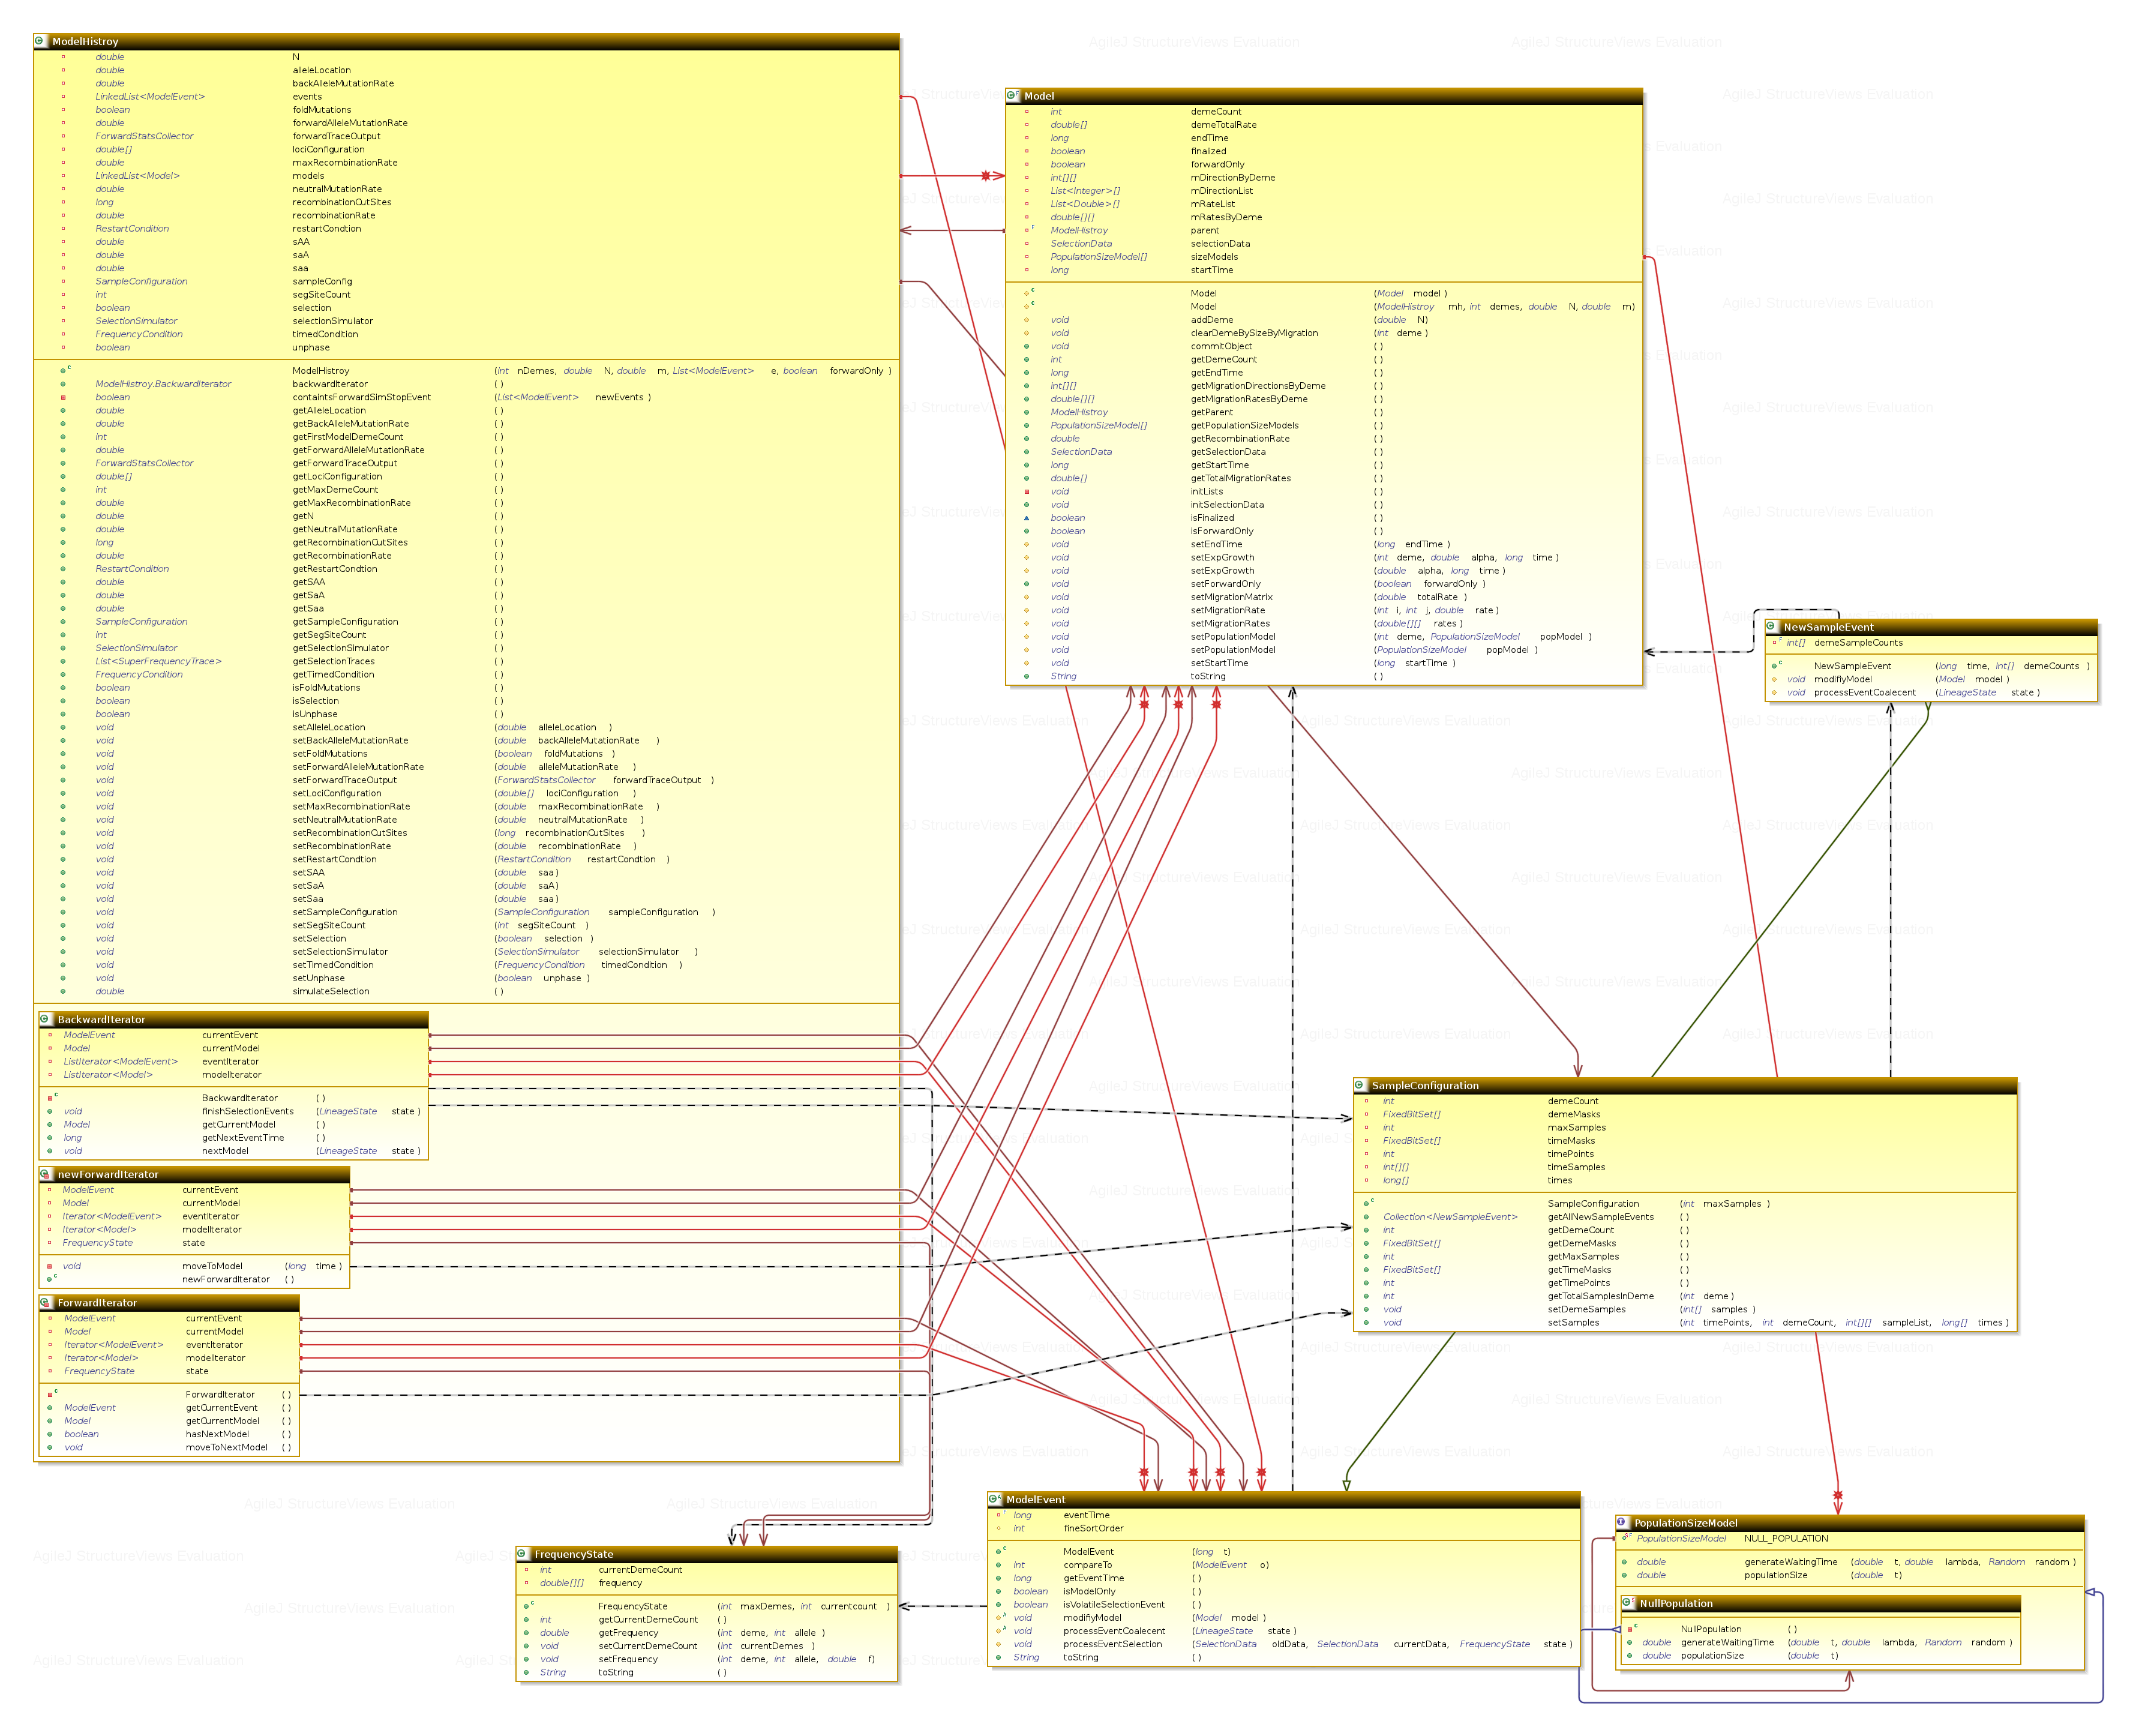 ModelHistroy
double N
double alleleLocation
double backAlleleMutationRate
LinkedList<ModelEvent> events
boolean foldMutations
double forwardAlleleMutationRate
ForwardStatsCollector forwardTraceOutput
double[] lociConfiguration
double maxRecombinationRate
LinkedList<Model> models
double neutralMutationRate
long recombinationCutSites
double recombinationRate
RestartCondition restartCondtion
double sAA
double saA
double saa
SampleConfiguration sampleConfig
int segSiteCount
boolean selection
SelectionSimulator selectionSimulator
FrequencyCondition timedCondition
boolean unphase
ModelHistroy (int nDemes, double N, double m, List<ModelEvent> e, boolean forwardOnly )
ModelHistroy.BackwardIterator backwardIterator ( )
boolean containtsForwardSimStopEvent (List<ModelEvent> newEvents )
double getAlleleLocation ( )
double getBackAlleleMutationRate ( )
int getFirstModelDemeCount ( )
double getForwardAlleleMutationRate ( )
ForwardStatsCollector getForwardTraceOutput ( )
double[] getLociConfiguration ( )
int getMaxDemeCount ( )
double getMaxRecombinationRate ( )
double getN ( )
double getNeutralMutationRate ( )
long getRecombinationCutSites ( )
double getRecombinationRate ( )
RestartCondition getRestartCondtion ( )
double getSAA ( )
double getSaA ( )
double getSaa ( )
SampleConfiguration getSampleConfiguration ( )
int getSegSiteCount ( )
SelectionSimulator getSelectionSimulator ( )
List<SuperFrequencyTrace> getSelectionTraces ( )
FrequencyCondition getTimedCondition ( )
boolean isFoldMutations ( )
boolean isSelection ( )
boolean isUnphase ( )
void setAlleleLocation (double alleleLocation )
void setBackAlleleMutationRate (double backAlleleMutationRate )
void setFoldMutations (boolean foldMutations )
void setForwardAlleleMutationRate (double alleleMutationRate )
void setForwardTraceOutput (ForwardStatsCollector forwardTraceOutput )
void setLociConfiguration (double[] lociConfiguration )
void setMaxRecombinationRate (double maxRecombinationRate )
void setNeutralMutationRate (double neutralMutationRate )
void setRecombinationCutSites (long recombinationCutSites )
void setRecombinationRate (double recombinationRate )
void setRestartCondtion (RestartCondition restartCondtion )
void setSAA (double saa )
void setSaA (double saA )
void setSaa (double saa )
void setSampleConfiguration (SampleConfiguration sampleConfiguration )
void setSegSiteCount (int segSiteCount )
void setSelection (boolean selection )
void setSelectionSimulator (SelectionSimulator selectionSimulator )
void setTimedCondition (FrequencyCondition timedCondition )
void setUnphase (boolean unphase )
double simulateSelection ( )
BackwardIterator
ModelEvent currentEvent
Model currentModel
ListIterator<ModelEvent> eventIterator
ListIterator<Model> modelIterator
BackwardIterator ( )
void finishSelectionEvents (LineageState state )
Model getCurrentModel ( )
long getNextEventTime ( )
void nextModel (LineageState state )
newForwardIterator
ModelEvent currentEvent
Model currentModel
Iterator<ModelEvent> eventIterator
Iterator<Model> modelIterator
FrequencyState state
void moveToModel (long time )
newForwardIterator ( )
ForwardIterator
ModelEvent currentEvent
Model currentModel
Iterator<ModelEvent> eventIterator
Iterator<Model> modelIterator
FrequencyState state
ForwardIterator ( )
ModelEvent getCurrentEvent ( )
Model getCurrentModel ( )
boolean hasNextModel ( )
void moveToNextModel ( )
Model
int demeCount
double[] demeTotalRate
long endTime
boolean finalized
boolean forwardOnly
int[][] mDirectionByDeme
List<Integer>[] mDirectionList
List<Double>[] mRateList
double[][] mRatesByDeme
ModelHistroy parent
SelectionData selectionData
PopulationSizeModel[] sizeModels
long startTime
Model (Model model )
Model (ModelHistroy mh, int demes, double N, double m)
void addDeme (double N)
void clearDemeBySizeByMigration (int deme )
void commitObject ( )
int getDemeCount ( )
long getEndTime ( )
int[][] getMigrationDirectionsByDeme ( )
double[][] getMigrationRatesByDeme ( )
ModelHistroy getParent ( )
PopulationSizeModel[] getPopulationSizeModels ( )
double getRecombinationRate ( )
SelectionData getSelectionData ( )
long getStartTime ( )
double[] getTotalMigrationRates ( )
void initLists ( )
void initSelectionData ( )
boolean isFinalized ( )
boolean isForwardOnly ( )
void setEndTime (long endTime )
void setExpGrowth (int deme, double alpha, long time )
void setExpGrowth (double alpha, long time )
void setForwardOnly (boolean forwardOnly )
void setMigrationMatrix (double totalRate )
void setMigrationRate (int i, int j, double rate )
void setMigrationRates (double[][] rates )
void setPopulationModel (int deme, PopulationSizeModel popModel )
void setPopulationModel (PopulationSizeModel popModel )
void setStartTime (long startTime )
String toString ( )
NewSampleEvent
int[] demeSampleCounts
NewSampleEvent (long time, int[] demeCounts )
void modifiyModel (Model model )
void processEventCoalecent (LineageState state )
SampleConfiguration
int demeCount
FixedBitSet[] demeMasks
int maxSamples
FixedBitSet[] timeMasks
int timePoints
int[][] timeSamples
long[] times
SampleConfiguration (int maxSamples )
Collection<NewSampleEvent> getAllNewSampleEvents ( )
int getDemeCount ( )
FixedBitSet[] getDemeMasks ( )
int getMaxSamples ( )
FixedBitSet[] getTimeMasks ( )
int getTimePoints ( )
int getTotalSamplesInDeme (int deme )
void setDemeSamples (int[] samples )
void setSamples (int timePoints, int demeCount, int[][] sampleList, long[] times )
ModelEvent
long eventTime
int fineSortOrder
ModelEvent (long t)
int compareTo (ModelEvent o)
long getEventTime ( )
boolean isModelOnly ( )
boolean isVolatileSelectionEvent ( )
void modifiyModel (Model model )
void processEventCoalecent (LineageState state )
void processEventSelection (SelectionData oldData, SelectionData currentData, FrequencyState state )
String toString ( )
FrequencyState
int currentDemeCount
double[][] frequency
FrequencyState (int maxDemes, int currentcount )
int getCurrentDemeCount ( )
double getFrequency (int deme, int allele )
void setCurrentDemeCount (int currentDemes )
void setFrequency (int deme, int allele, double f)
String toString ( )
PopulationSizeModel
PopulationSizeModel NULL_POPULATION
double generateWaitingTime (double t, double lambda, Random random )
double populationSize (double t)
NullPopulation
NullPopulation ( )
double generateWaitingTime (double t, double lambda, Random random )
double populationSize (double t)
AgileJ StructureViews Evaluation